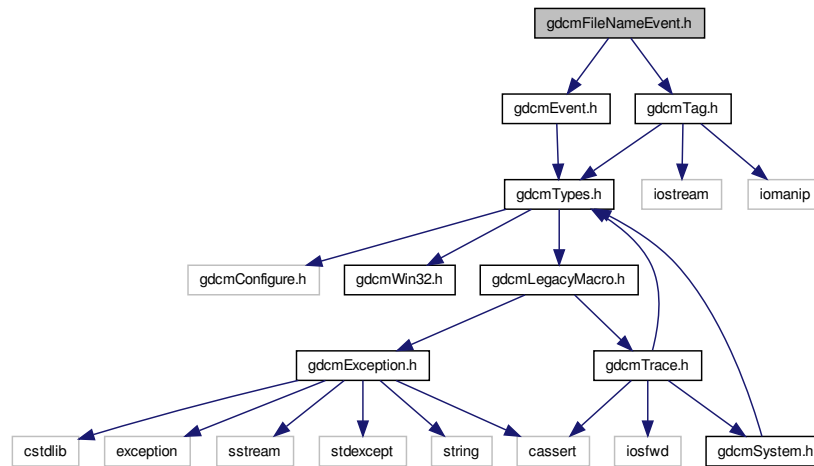 gdcmFileNameEvent.h
gdcmEvent.h
gdcmTag.h
gdcmTypes.h
iostream
iomanip
gdcmConfigure.h
gdcmWin32.h
gdcmLegacyMacro.h
gdcmException.h
gdcmTrace.h
cstdlib
exception
sstream
stdexcept
string
cassert
iosfwd
gdcmSystem.h